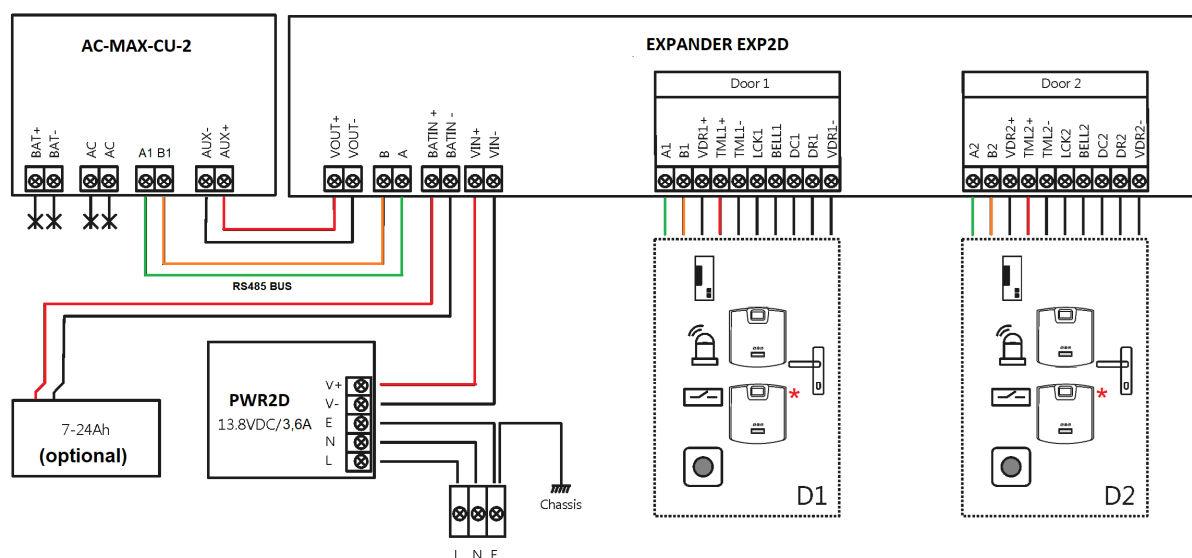 AC-MAX-CU-2
BAT+
BAT-
AC
AC
A1 B1
AUX-
AUX+
EXPANDER EXP2D
VOUT+
VOUT-
B
A
BATIN +
BATIN -
VIN+
VIN-
Door 1
A1
B1
VDR1+
TML1+
TML1-
LCK1
BELL1
DC1
DR1
VDR1-
Door 2
A2
B2
VDR2+
TML2+
TML2-
LCK2
BELL2
DC2
DR2
VDR2-
RS485 BUS
7-24Ah
(optional)
PWR2D
13.8VDC/3,6A
V+
V-
E
N
L
Chassis
L N E
*
D1
*
D2